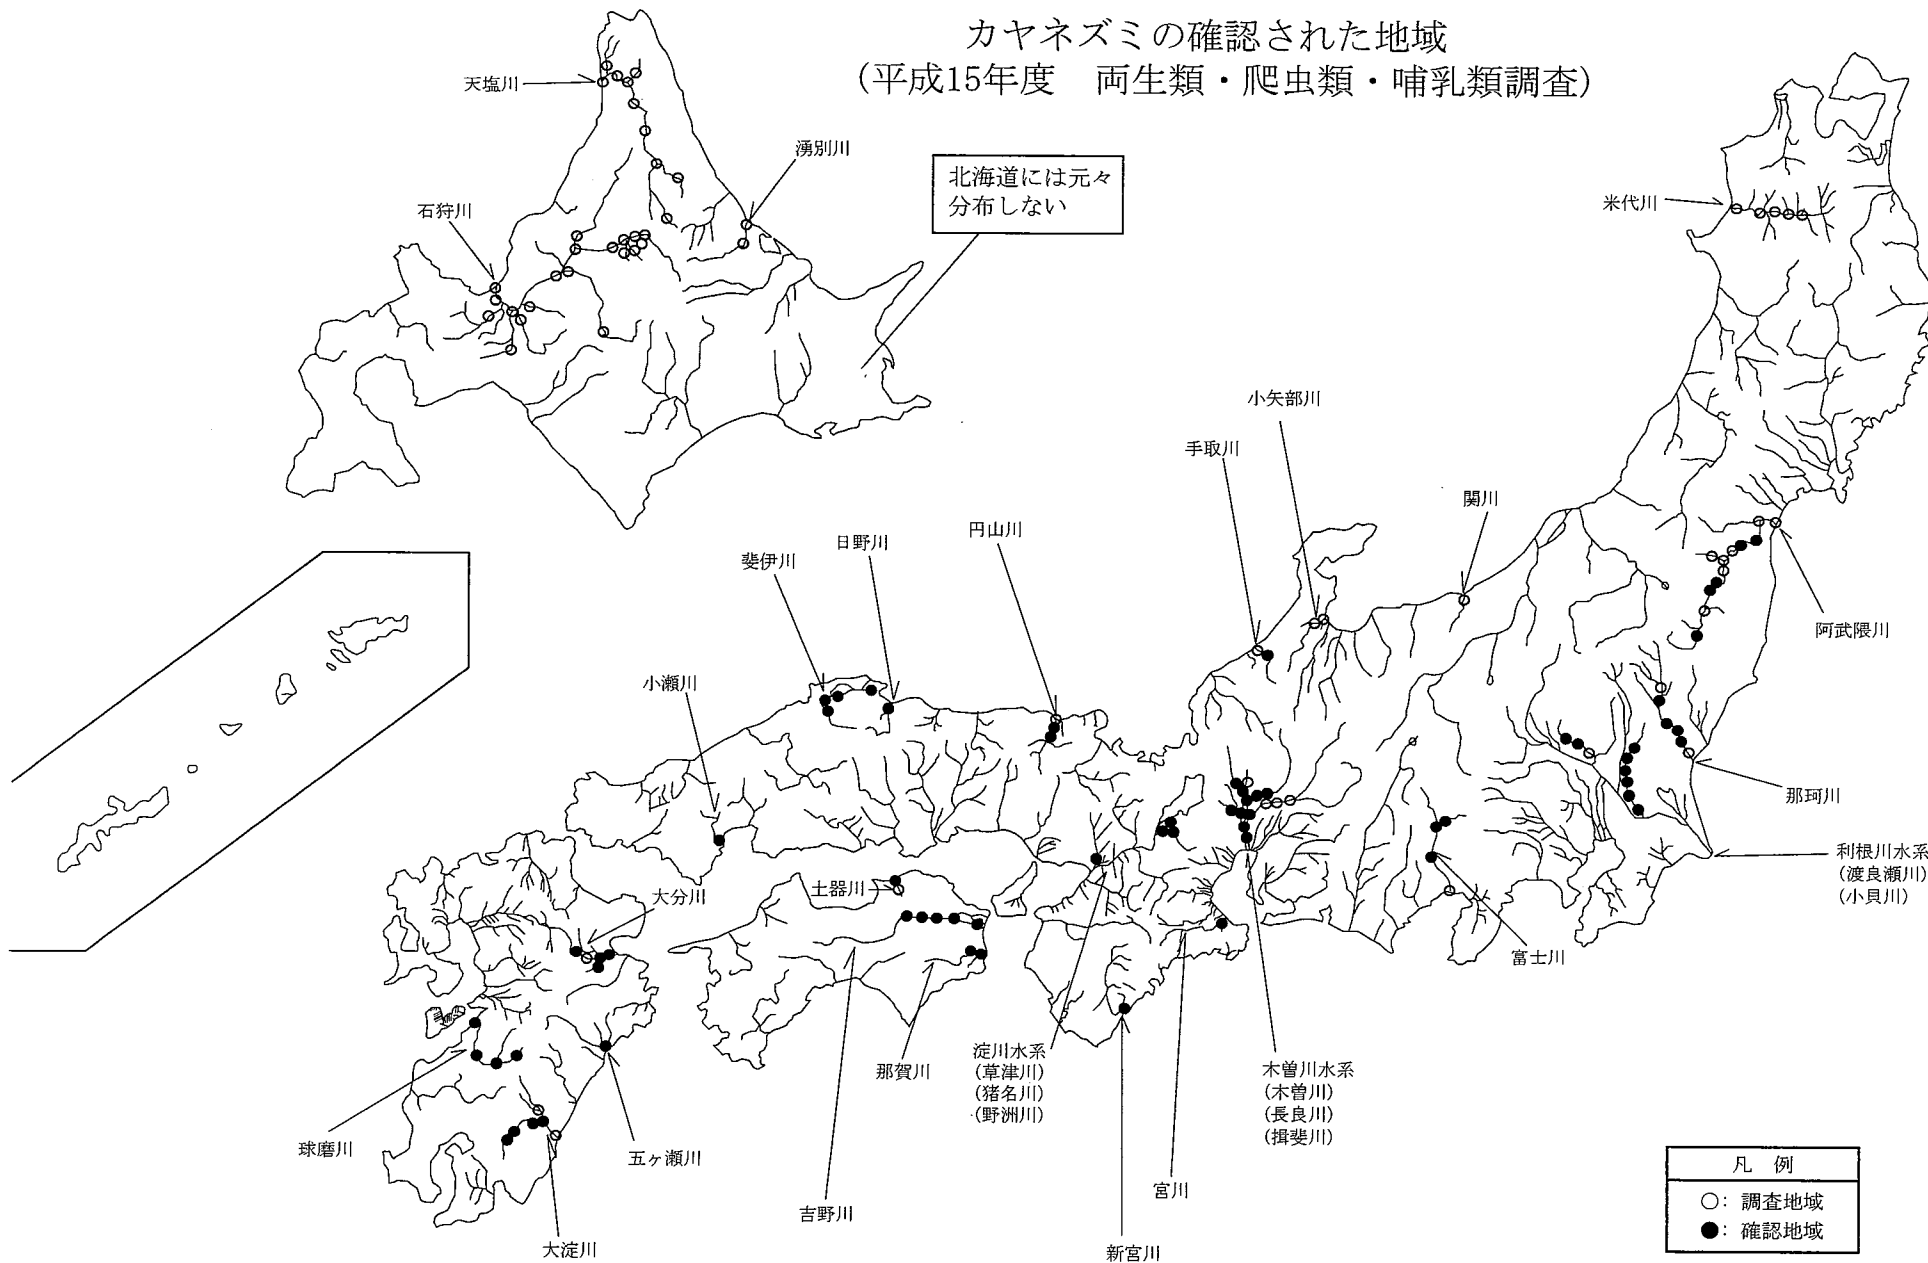 カヤネズミの確認された地域
(平成15年度　両生類・爬虫類・哺乳類調査)
天塩川
湧別川
石狩川
北海道には元々
分布しない
米代川
小矢部川
手取川
関川
円山川
日野川
斐伊川
小瀬川
阿武隈川
那珂川
利根川水系
(渡良瀬川)
(小貝川)
土器川
大分川
富士川
淀川水系
(草津川)
(猪名川)
(野洲川)
那賀川
木曽川水系
(木曽川)
(長良川)
(揖斐川)
球磨川
五ヶ瀬川
宮川
吉野川
大淀川
新宮川
凡　例
○：調査地域
●：確認地域